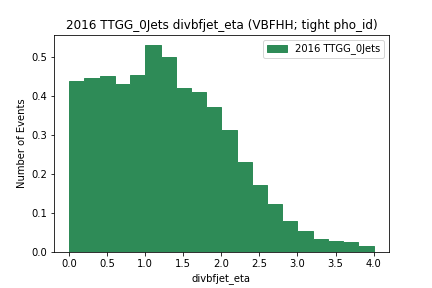 2016 TTGG_0Jets divbfjet_eta (VBFHH; tight pho_id)
2016 TTGG_0Jets
Number of Events
0.5
0.4
0.3
0.2
0.1
0.0
0.0 0.5 1.0 1.5 2.0 2.5 3.0 3.5 4.0
divbfjet_eta